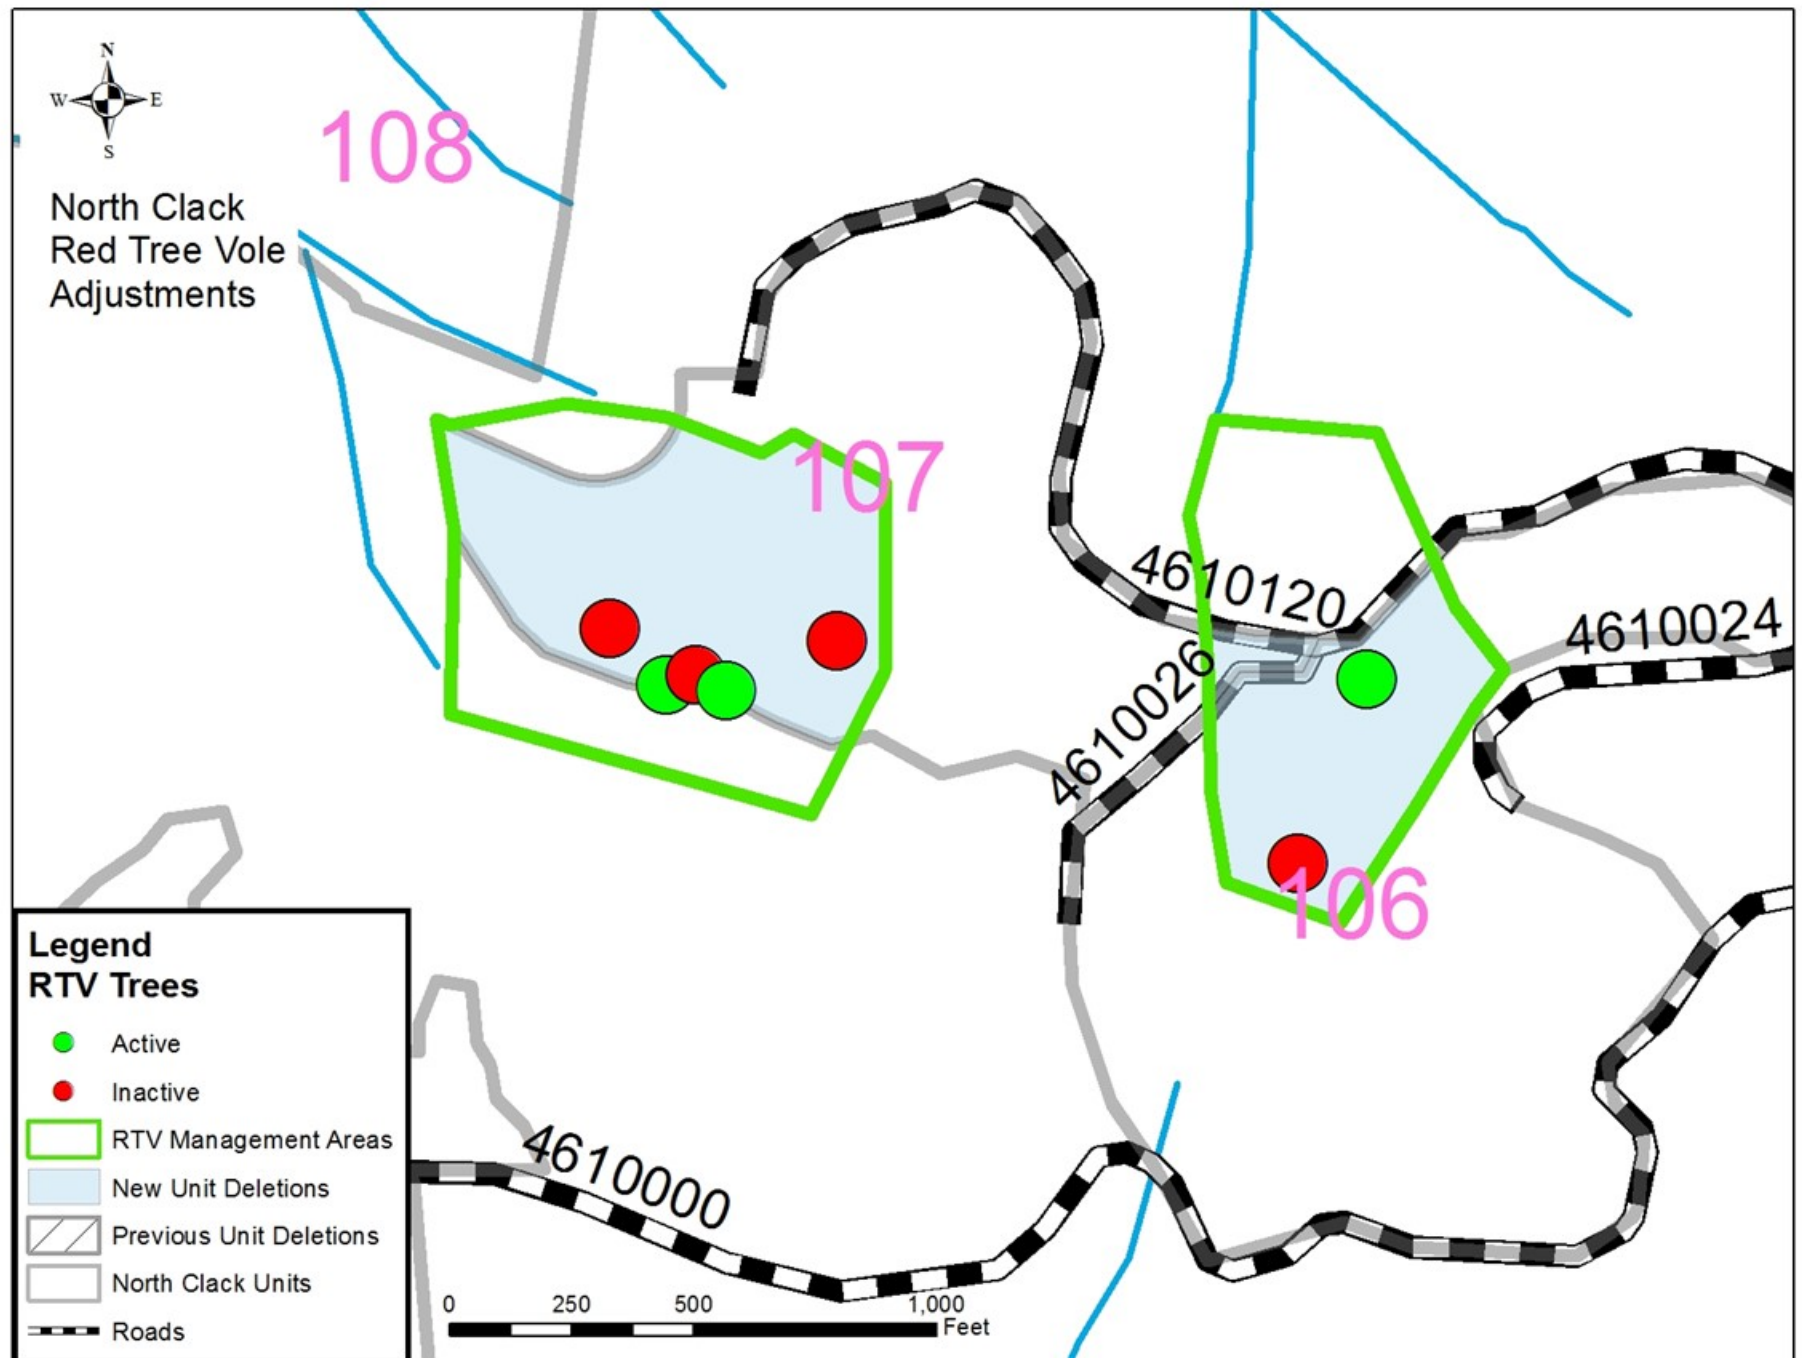 N
W E
S
108
North Clack
Red Tree Vole
Adjustments
107
4610120
4610024
4610026
106
4610000
Legend
RTV Trees
Active
Inactive
RTV Management Areas
New Unit Deletions
Previous Unit Deletions
North Clack Units
Roads
0 250 500 1,000
Feet